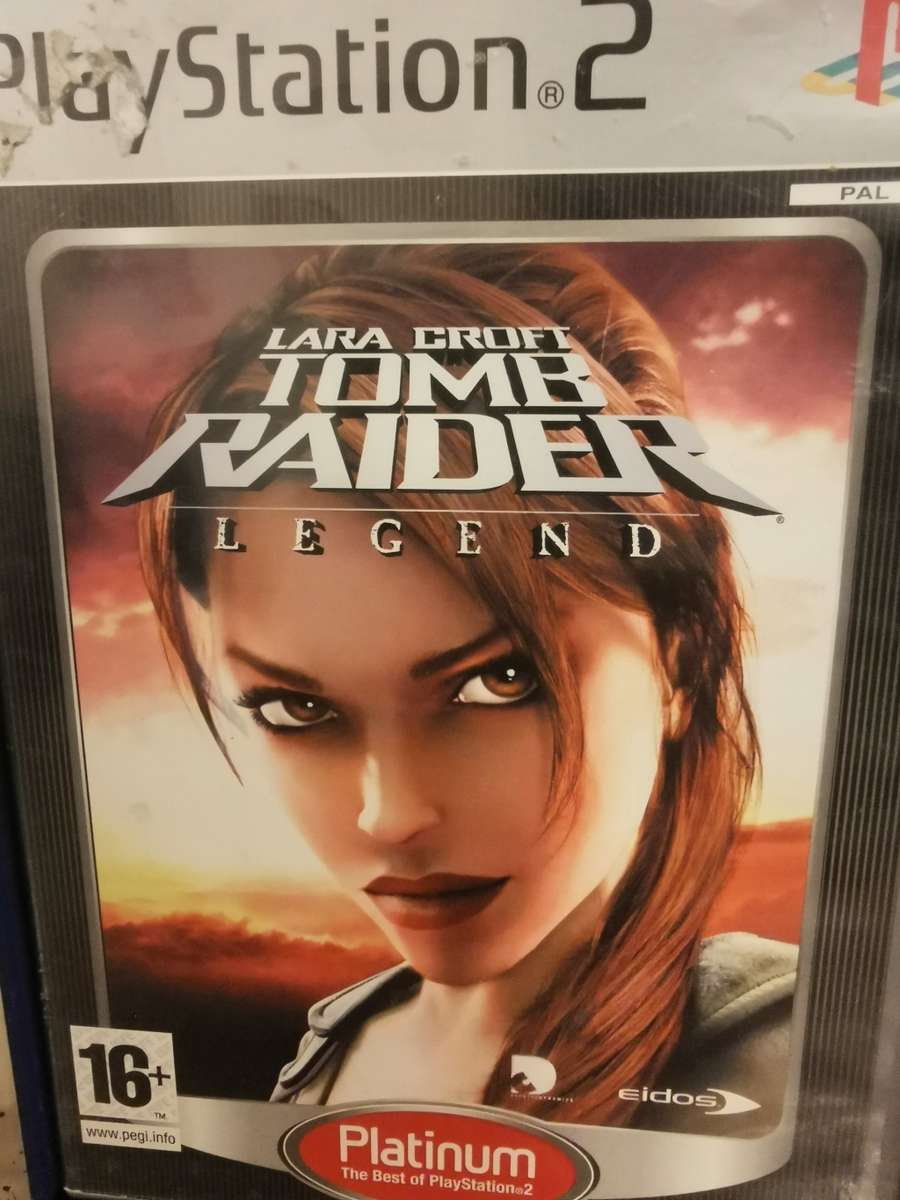 PlayStation®2
PAL
LARA CROFT
TOMB
RAIDER®
LEGEND
16+
TM
www.pegi.info
eidos
Platinum
The Best of PlayStation®2